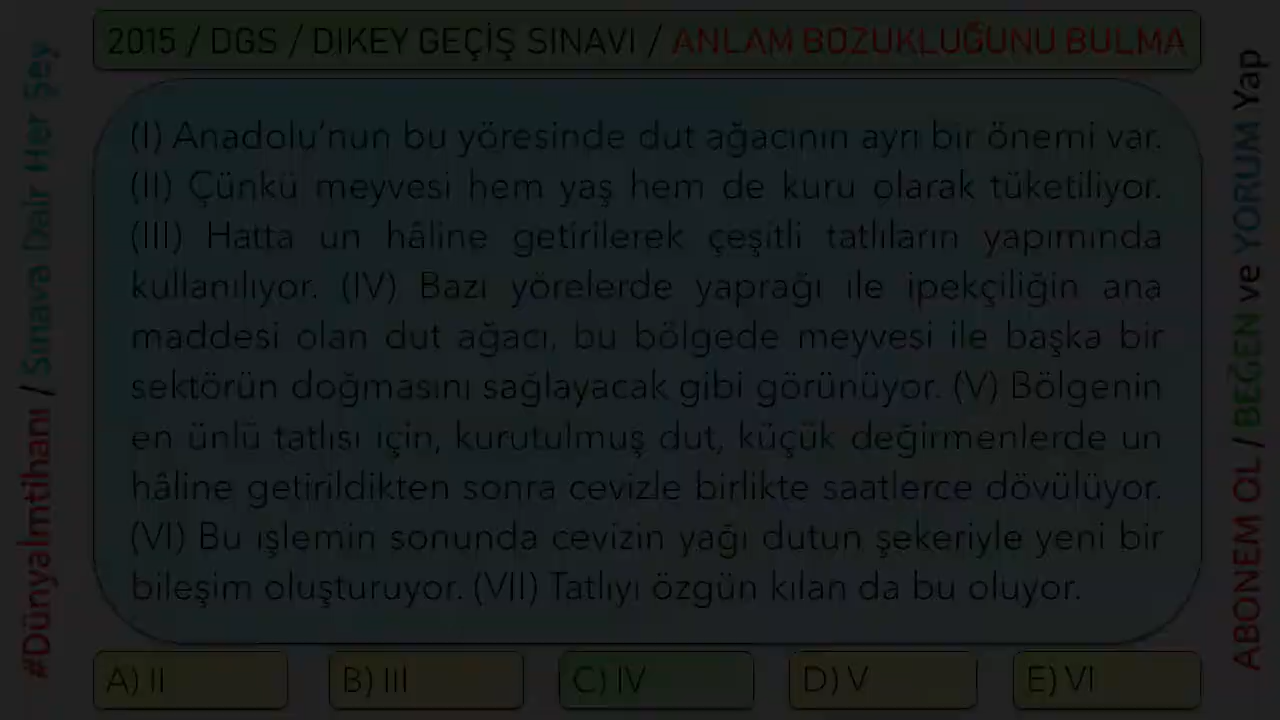 2015 / DGS / DİKEY GEÇİŞ SINAVI / ANLAM BOZUKLUĞUNU BULMA
#Dünyaİmtihanı / Sınava Dair Her Şey
(I) Anadolu'nun bu yöresinde dut ağacının ayrı bir önemi var.
(II) Çünkü meyvesi hem yaş hem de kuru olarak tüketiliyor.
(III) Hatta un hâline getirilerek çeşitli tatlıların yapımında
kullanılıyor. (IV) Bazı yörelerde yaprağı ile ipekçiliğin ana
maddesi olan dut ağacı, bu bölgede meyvesi ile başka bir
sektörün doğmasını sağlayacak gibi görünüyor. (V) Bölgenin
en ünlü tatlısı için, kurutulmuş dut, küçük değirmenlerde un
hâline getirildikten sonra cevizle birlikte saatlerce dövülüyor.
(VI) Bu işlemin sonunda cevizin yağı dutun şekeriyle yeni bir
bileşim oluşturuyor. (VII) Tatlıyı özgün kılan da bu oluyor.
A) II
B) III
C) IV
D) V
E) VI
ABONEM OL / BEĞEN ve YORUM Yap